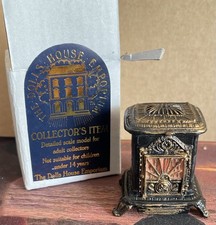 THE DOLLS HOUSE EMPORIUM
COLLECTOR'S ITEM
Detailed scale model for
adult collectors
Not suitable for children
under 14 years
The Dolls House Emporium